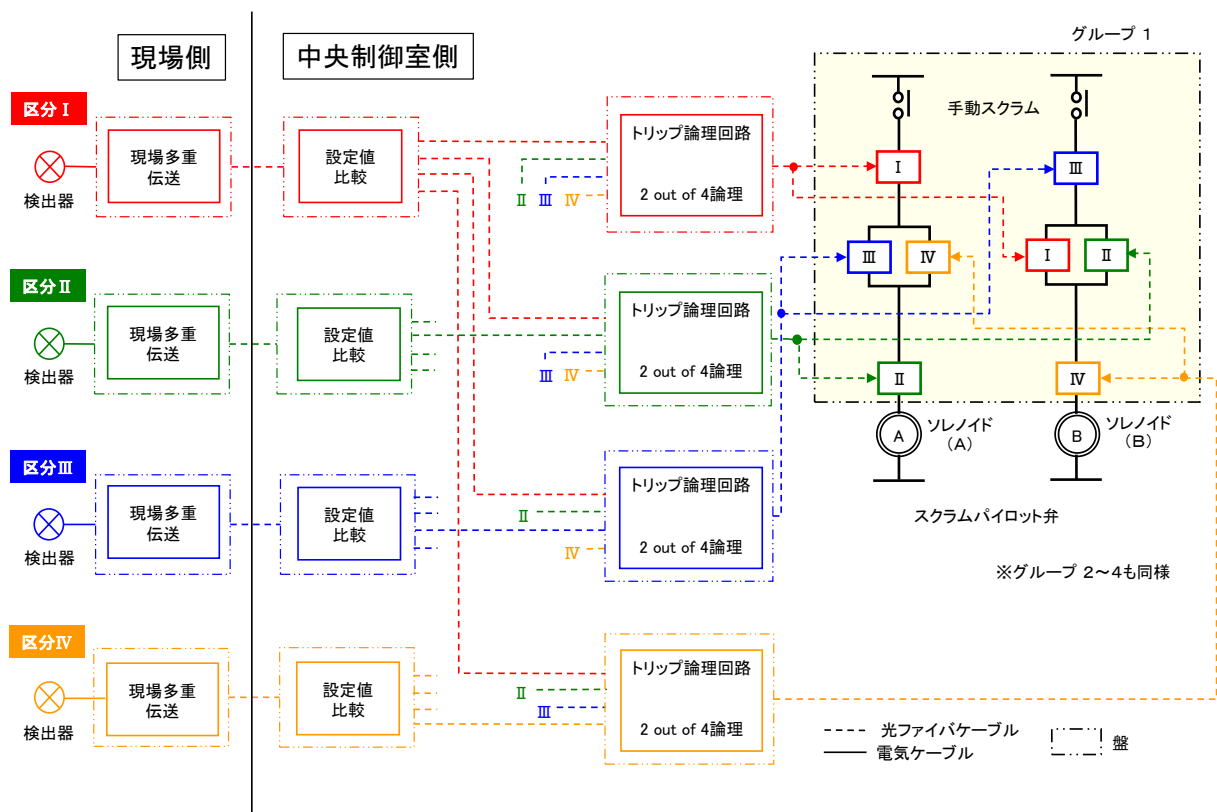 グループ 1
現場側
中央制御室側
手動スクラム
区分Ⅰ
検出器
現場多重
伝送
設定値
比較
Ⅱ
Ⅲ
Ⅳ
トリップ論理回路
2 out of 4論理
Ⅰ
Ⅲ
Ⅲ
Ⅳ
Ⅰ
Ⅱ
区分Ⅱ
検出器
現場多重
伝送
設定値
比較
Ⅲ
Ⅳ
トリップ論理回路
2 out of 4論理
Ⅱ
Ⅳ
A
ソレノイド
(A)
B
ソレノイド
(B)
スクラムパイロット弁
※グループ 2~4も同様
区分Ⅲ
検出器
現場多重
伝送
設定値
比較
Ⅱ
Ⅳ
トリップ論理回路
2 out of 4論理
区分Ⅳ
検出器
現場多重
伝送
設定値
比較
Ⅱ
Ⅲ
トリップ論理回路
2 out of 4論理
光ファイバケーブル
電気ケーブル
盤